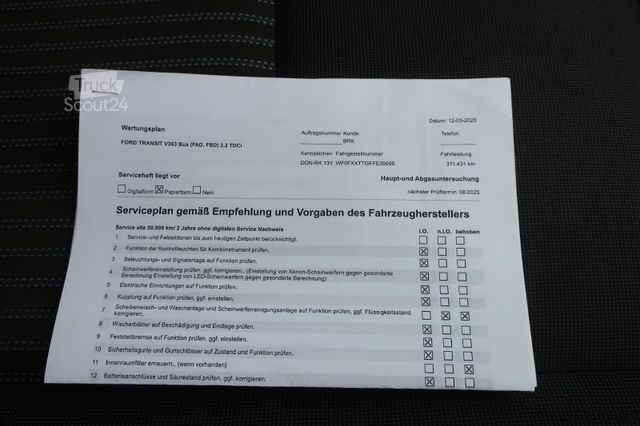 Truck
Scout24
Datum: 12-03-2025
Wartungsplan
Auftragsnummer Kunde
Telefon
BRK
FORD TRANSIT V363 Bus (FAD, FBD) 2.2 TDCi
Kennzeichen Fahrgestellnummer
Fahrleistung
DON-RK 131 WF0FXXTTGFFE39696
311.431 km
Serviceheft liegt vor
Haupt-und Abgasuntersuchung
Digitalform Papierform Nein
nächster Prüftermin 08/2025
Serviceplan gemäß Empfehlung und Vorgaben des Fahrzeugherstellers
Service alle 50.000 km/ 2 Jahre ohne digitalen Service Nachweis
i.O. n.i.O. behoben
1 Service- und Feldaktionen bis zum heutigen Zeitpunkt berücksichtigt.
2 Funktion der Kontrollleuchten für Kombiinstrument prüfen.
3 Beleuchtungs- und Signalanlage auf Funktion prüfen.
4 Scheinwerfereinstellung prüfen, ggf. korrigieren., (Einstellung von Xenon-Scheinwerfern gegen gesonderte
Berechnung Einstellung von LED-Scheinwerfern gegen gesonderte Berechnung)
5 Elektrische Einrichtungen auf Funktion prüfen.
6 Kupplung auf Funktion prüfen, ggf. einstellen.
7 Scheibenwisch- und Waschanlage und Scheinwerferreinigungsanlage auf Funktion prüfen, ggf. Flüssigkeitsstand
korrigieren.
8 Wischerblätter auf Beschädigung und Endlage prüfen.
9 Feststellbremse auf Funktion prüfen, ggf. einstellen.
10 Sicherheitsgurte und Gurtschlösser auf Zustand und Funktion prüfen.
11 Innenraumfilter erneuern., (wenn vorhanden)
12 Batterieanschlüsse und Säurestand prüfen, ggf. korrigieren.